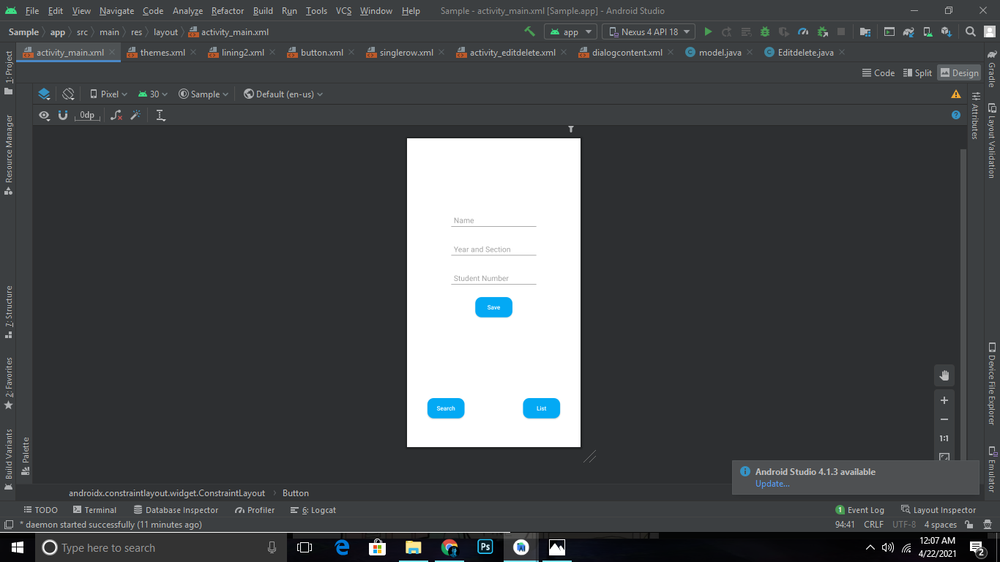 File Edit View Navigate Code Analyze Refactor Build Run Tools VCS Window Help Sample - activity_main.xml [Sample.app] - Android Studio
Sample app src main res layout activity_main.xml app Nexus 4 API 18
activity_main.xml themes.xml lining2.xml button.xml singlerow.xml activity_editdelete.xml dialogcontent.xml model.java Editdelete.java
Code Split Design
Pixel 30 Sample Default (en-us)
0dp
1: Project
Resource Manager
7: Structure
2: Favorites
Build Variants
Palette
Name
Year and Section
Student Number
Save
Search List
Attributes
Gradle
Layout Validation
Device File Explorer
Emulator
1:1
Android Studio 4.1.3 available
Update...
androidx.constraintlayout.widget.ConstraintLayout Button
TODO Terminal Database Inspector Profiler 6: Logcat 1 Event Log Layout Inspector
* daemon started successfully (11 minutes ago) 94:41 CRLF UTF-8 4 spaces
Type here to search Ps 12:07 AM
4/22/2021 2